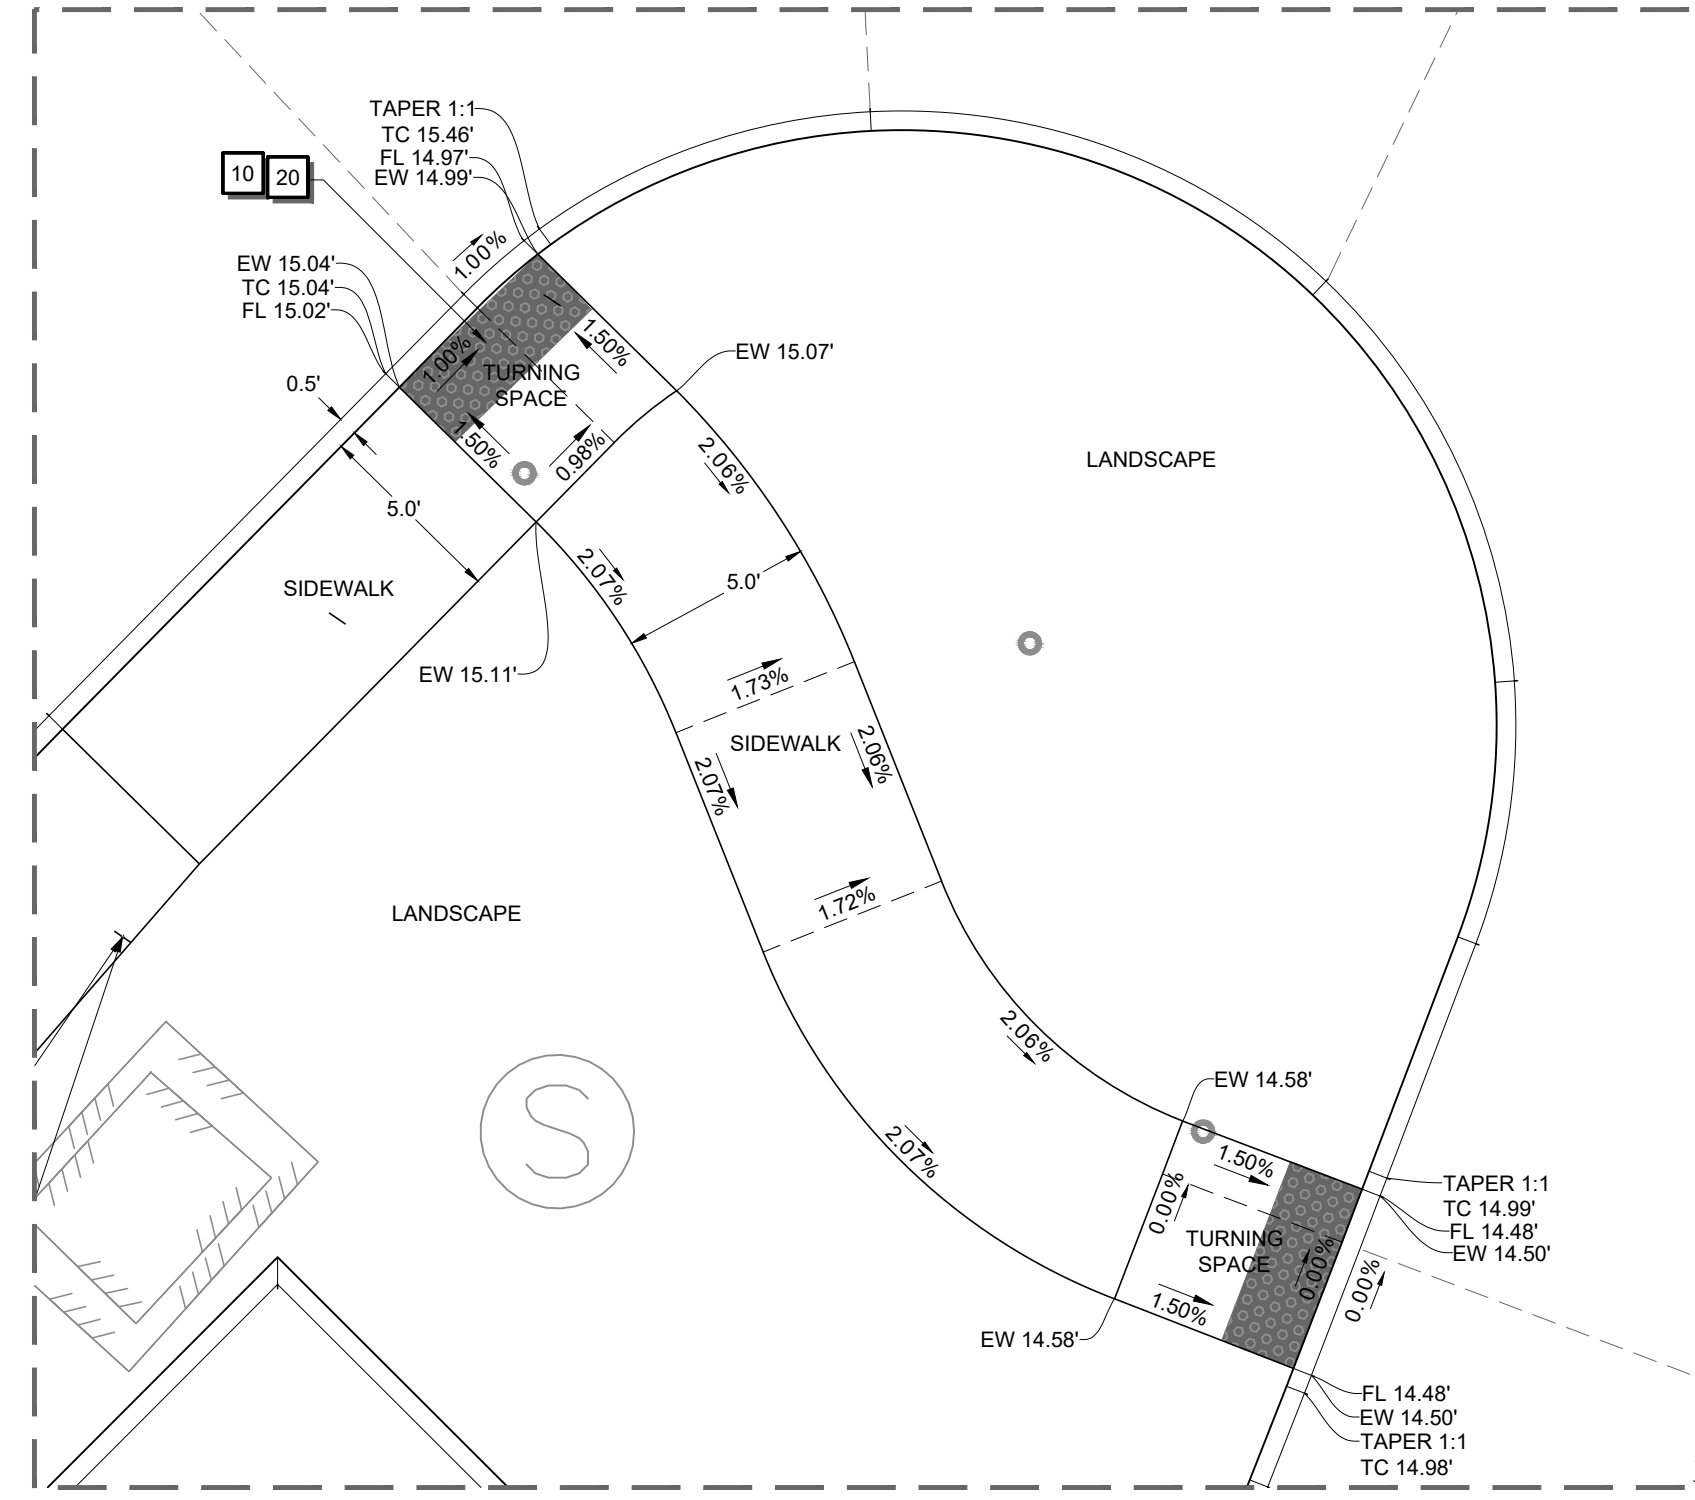 TAPER 1:1
TC 15.46'
FL 14.97'
EW 14.99'
10
20
1.00%
EW 15.04'
TC 15.04'
FL 15.02'
1.00%
1.50%
TURNING
SPACE
EW 15.07'
0.5'
1.50%
0.98%
2.06%
LANDSCAPE
5.0'
2.07%
5.0'
SIDEWALK
EW 15.11'
1.73%
SIDEWALK
2.06%
2.07%
1.72%
LANDSCAPE
2.06%
EW 14.58'
S
2.07%
1.50%
0.00%
TURNING
SPACE
0.00%
0.00%
TAPER 1:1
TC 14.99'
FL 14.48'
EW 14.50'
1.50%
EW 14.58'
FL 14.48'
EW 14.50'
TAPER 1:1
TC 14.98'